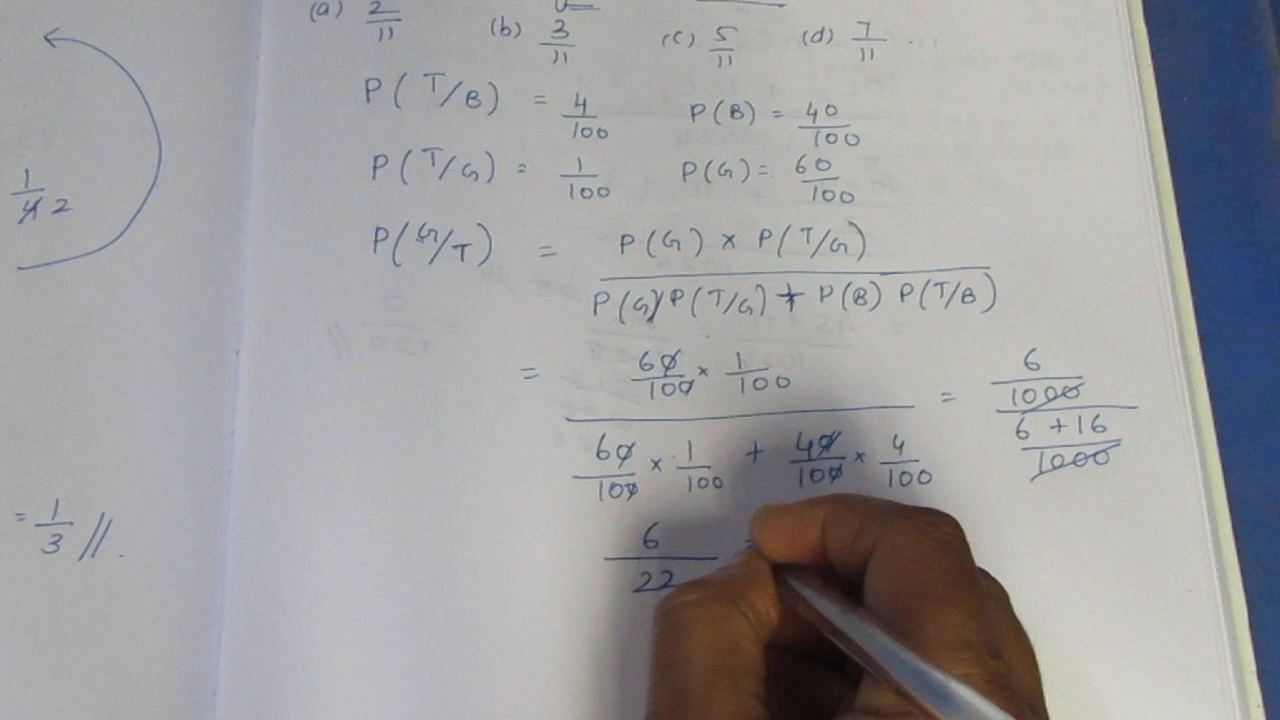 (a) 2/11 (b) 3/11 (c) 5/11 (d) 7/11
P(T/B) = 4/100 P(B) = 40/100
P(T/G) = 1/100 P(G) = 60/100
P(G/T) = P(G) × P(T/G)
P(G) P(T/G) + P(B) P(T/B)
= 60/100 × 1/100 = 6/1000
60/100 × 1/100 + 40/100 × 4/100 6 + 16/1000
6/22 =
1/4 2
= 1/3 //.